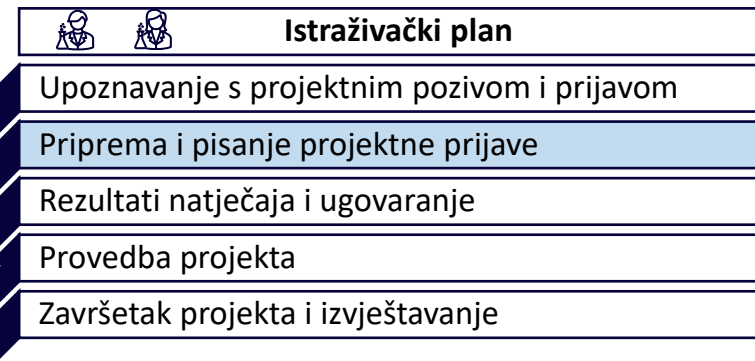 Istraživački plan
Upoznavanje s projektnim pozivom i prijavom
Priprema i pisanje projektne prijave
Rezultati natječaja i ugovaranje
Provedba projekta
Završetak projekta i izvještavanje